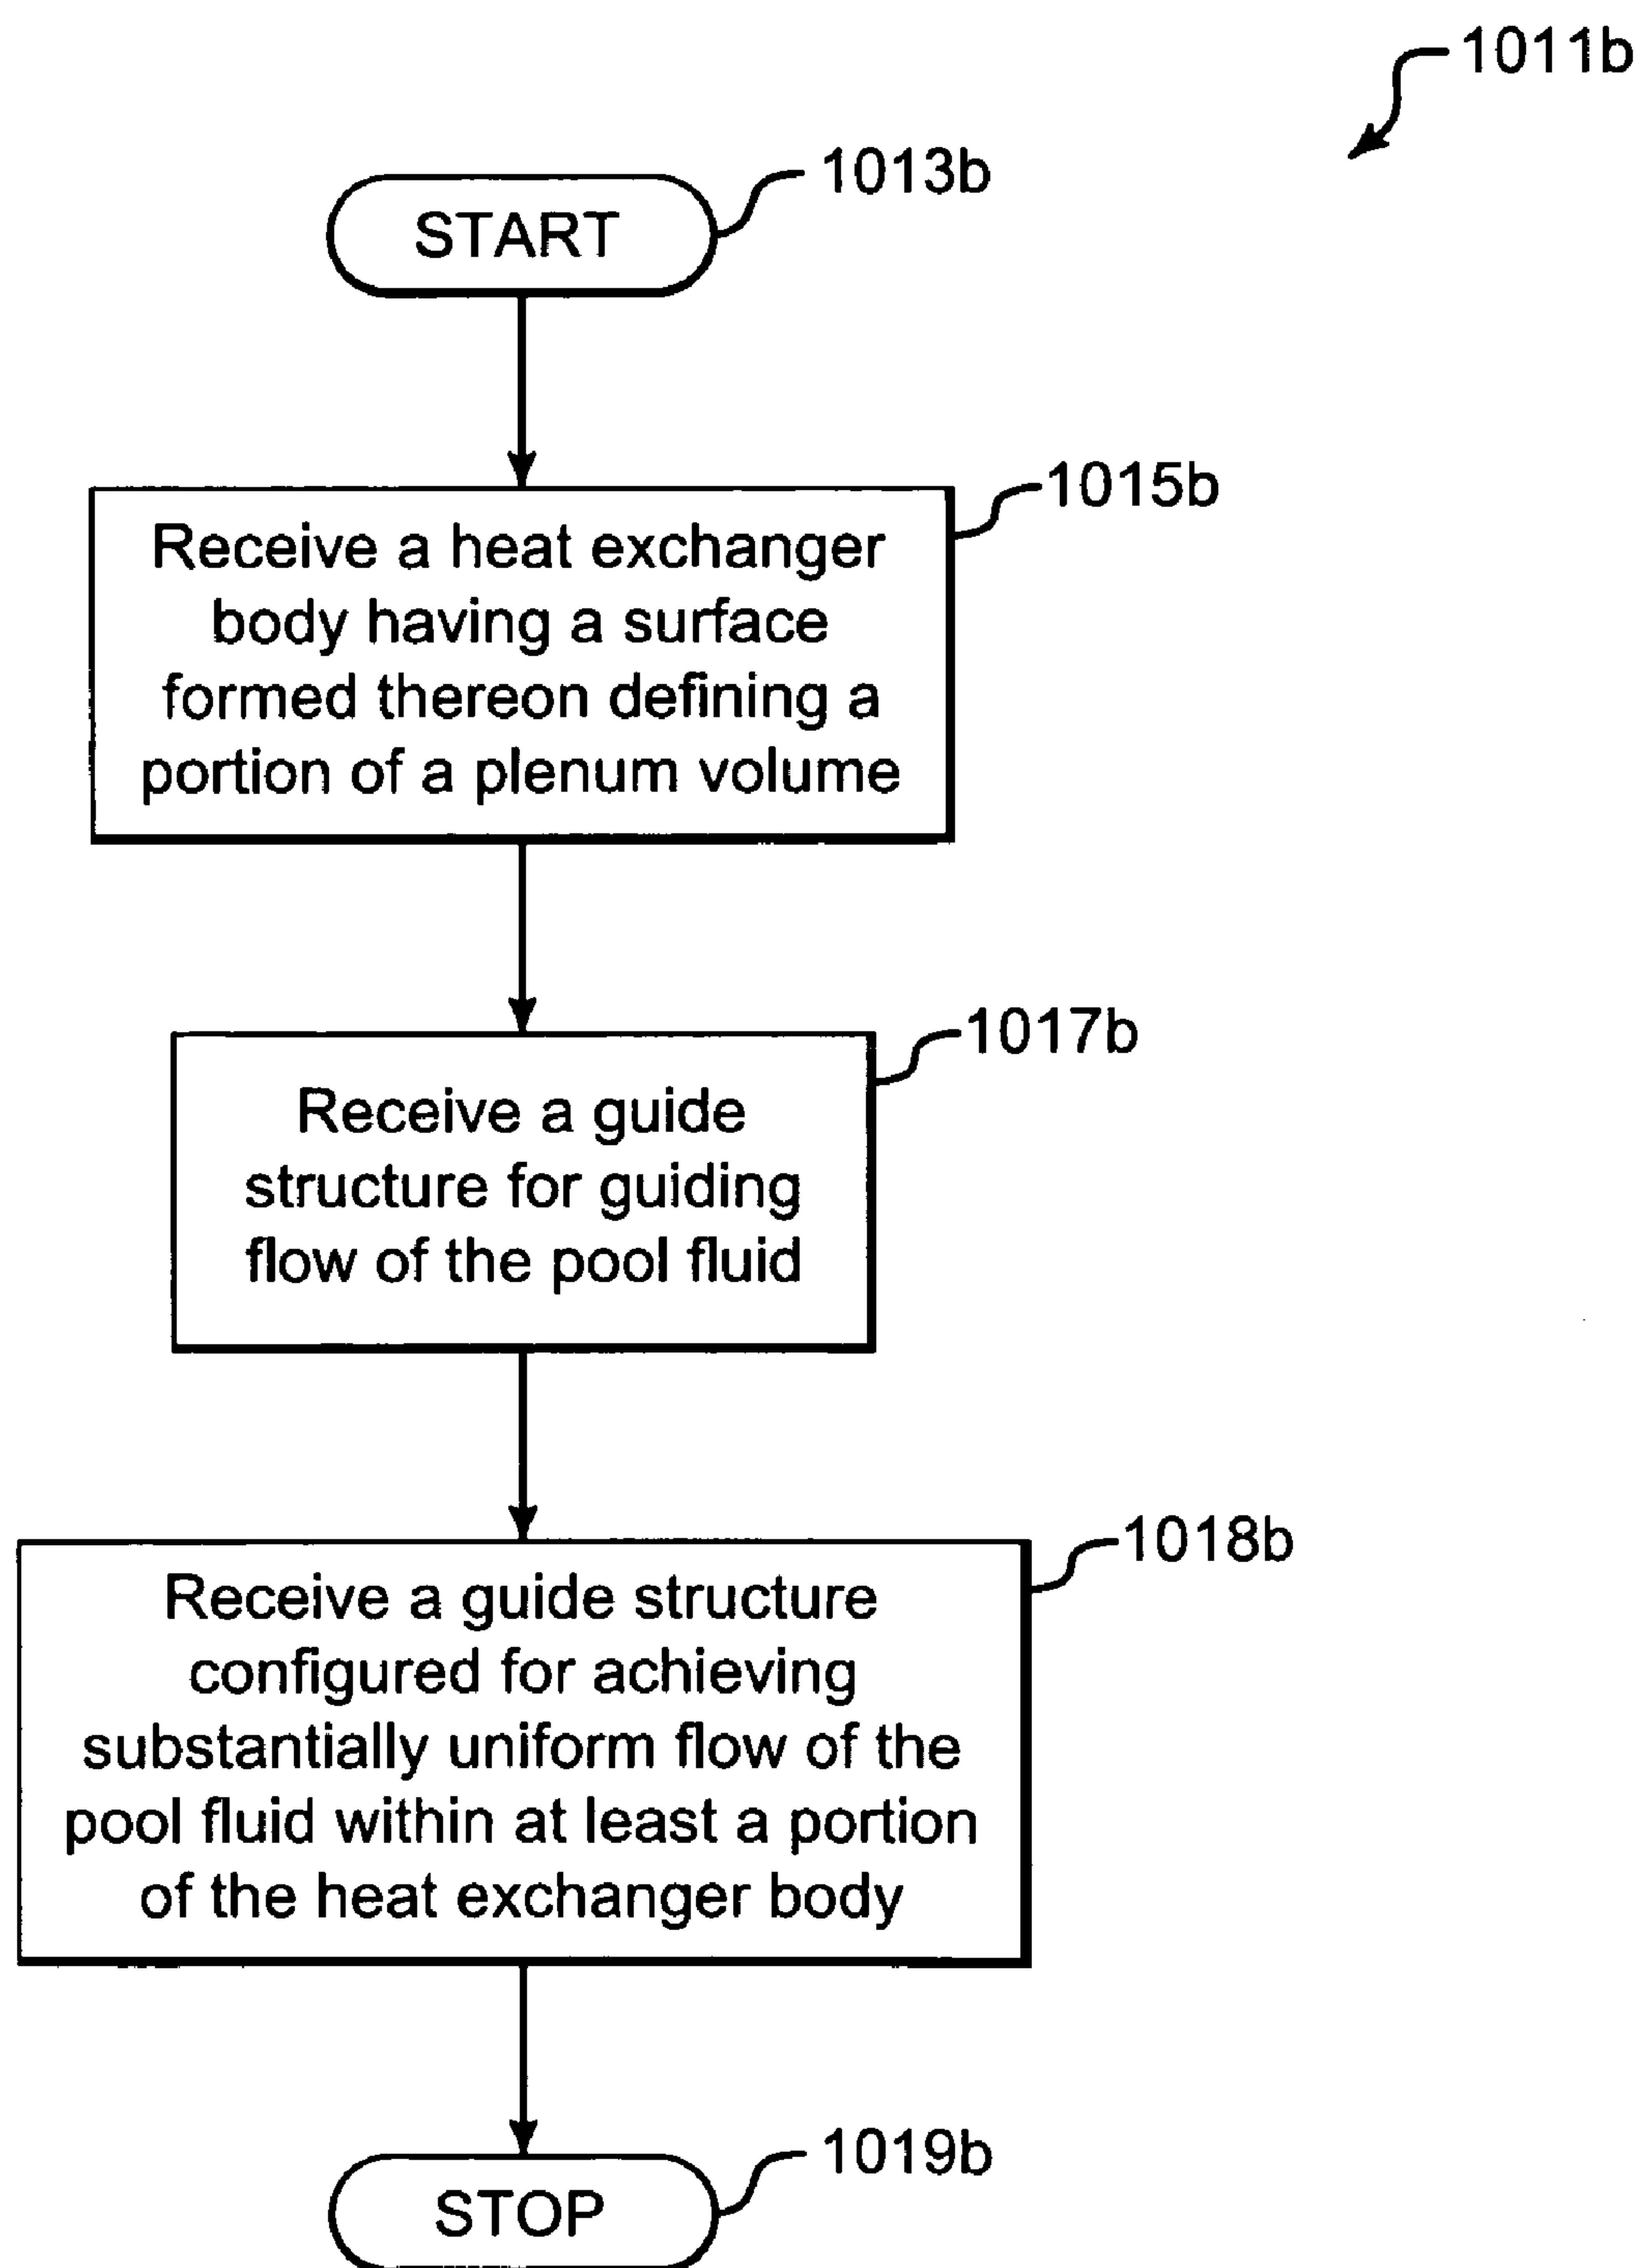 1011b
1013b
START
1015b
Receive a heat exchanger
body having a surface
formed thereon defining a
portion of a plenum volume
1017b
Receive a guide
structure for guiding
flow of the pool fluid
1018b
Receive a guide structure
configured for achieving
substantially uniform flow of the
pool fluid within at least a portion
of the heat exchanger body
1019b
STOP